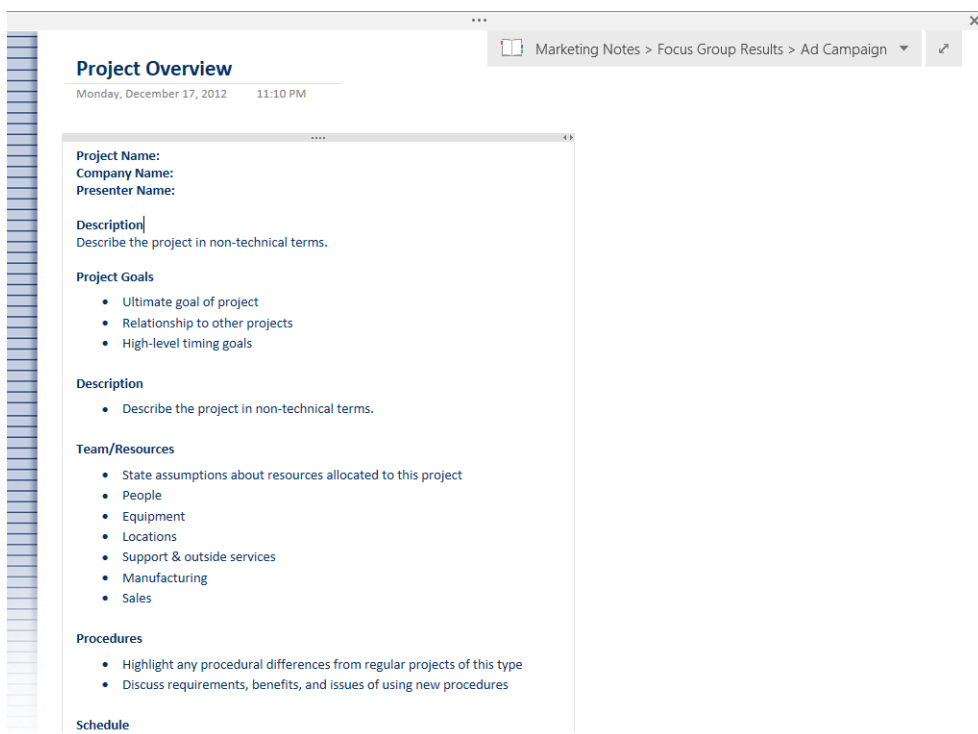 Marketing Notes > Focus Group Results > Ad Campaign
Project Overview
Monday, December 17, 2012 11:10 PM
Project Name:
Company Name:
Presenter Name:
Description
Describe the project in non-technical terms.
Project Goals
• Ultimate goal of project
• Relationship to other projects
• High-level timing goals
Description
• Describe the project in non-technical terms.
Team/Resources
• State assumptions about resources allocated to this project
• People
• Equipment
• Locations
• Support & outside services
• Manufacturing
• Sales
Procedures
• Highlight any procedural differences from regular projects of this type
• Discuss requirements, benefits, and issues of using new procedures
Schedule